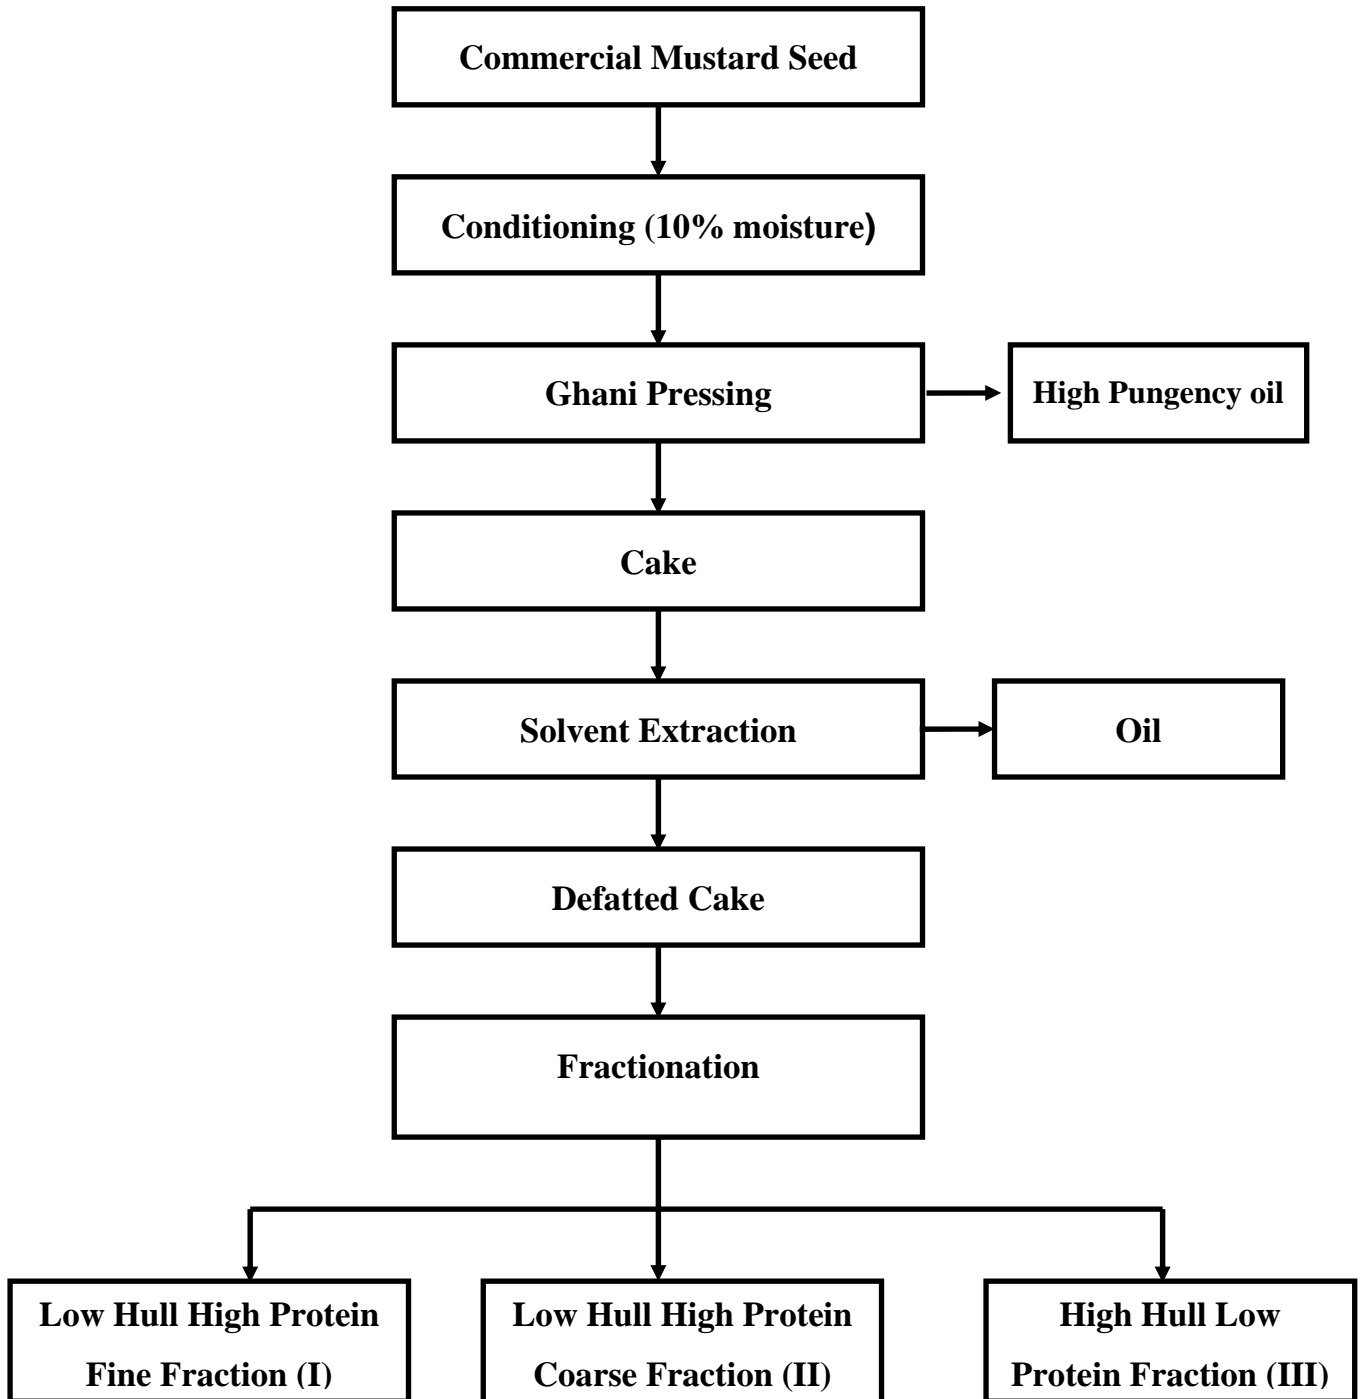 Commercial Mustard Seed
Conditioning (10% moisture)
Ghani Pressing
High Pungency oil
Cake
Solvent Extraction
Oil
Defatted Cake
Fractionation
Low Hull High Protein
Fine Fraction (I)
Low Hull High Protein
Coarse Fraction (II)
High Hull Low
Protein Fraction (III)